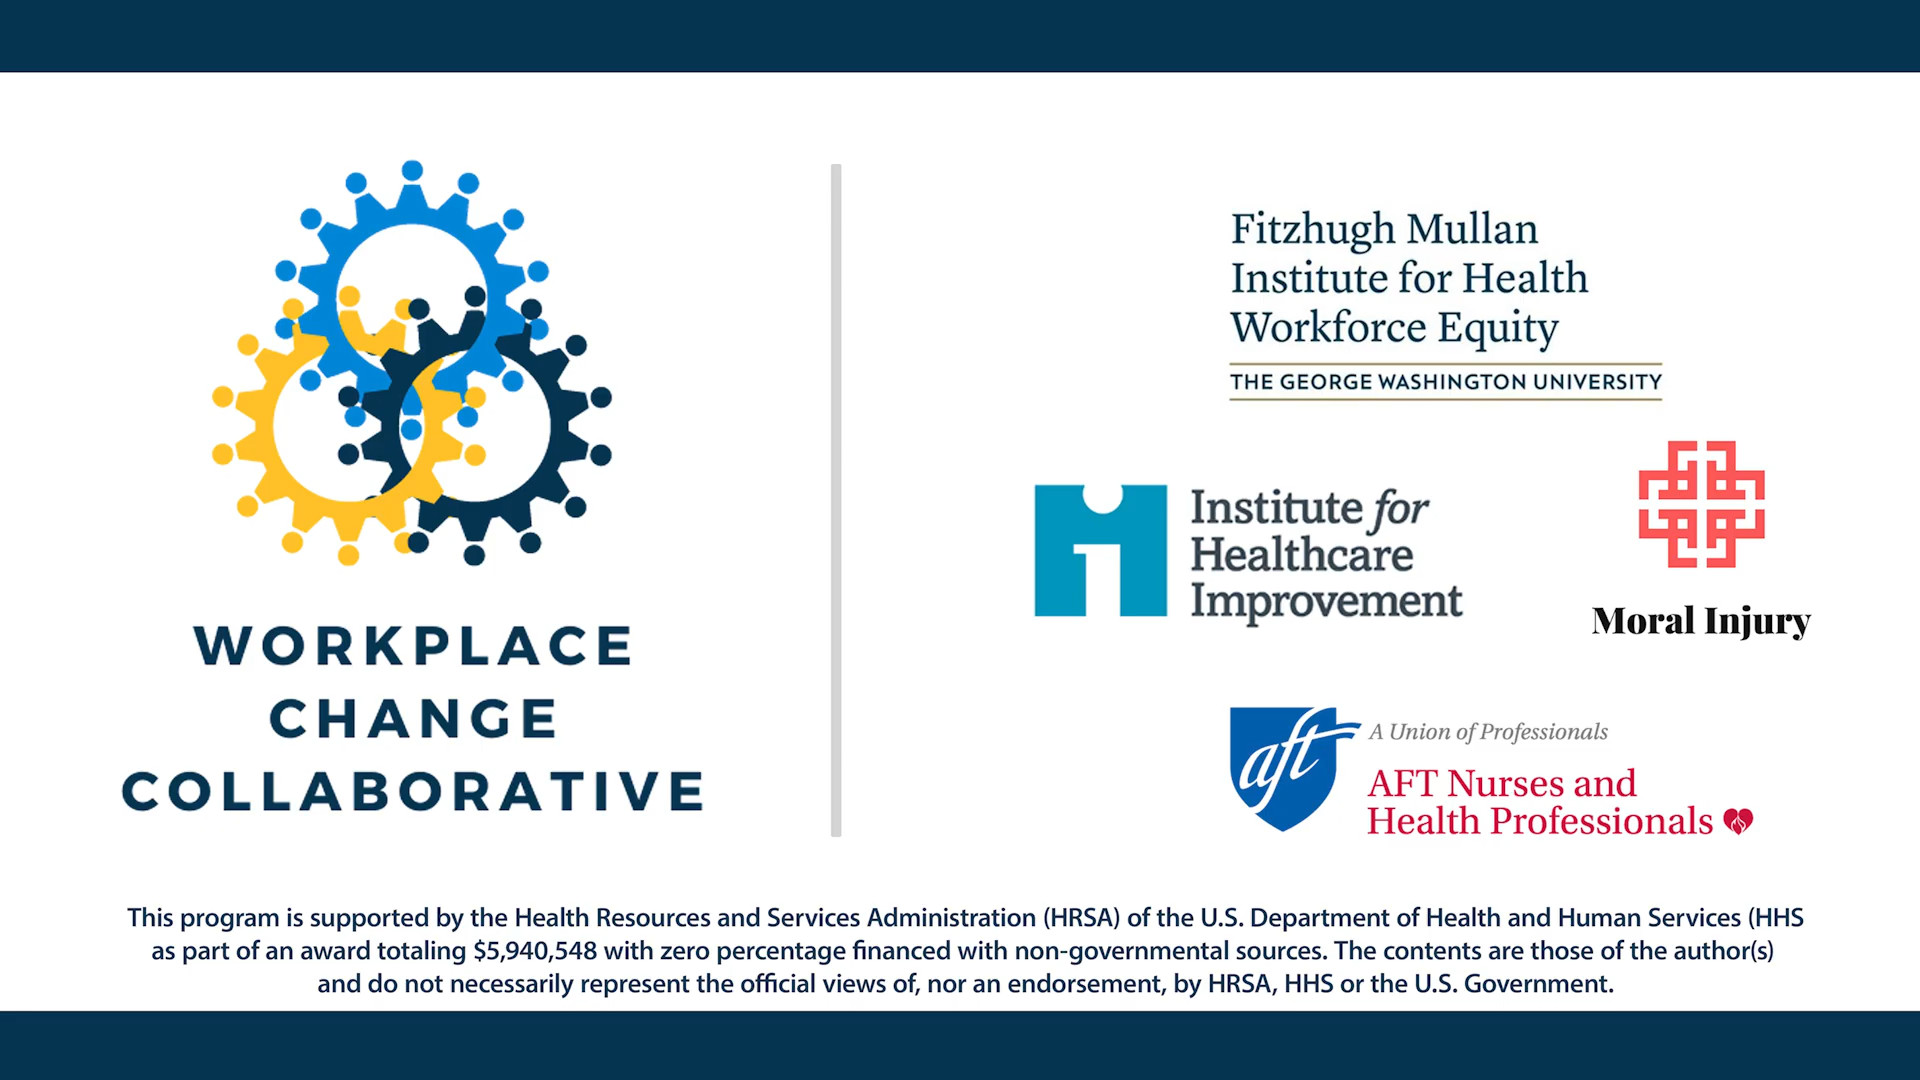 WORKPLACE
CHANGE
COLLABORATIVE
Fitzhugh Mullan
Institute for Health
Workforce Equity
THE GEORGE WASHINGTON UNIVERSITY
Institute for
Healthcare
Improvement
Moral Injury
aft
A Union of Professionals
AFT Nurses and
Health Professionals
This program is supported by the Health Resources and Services Administration (HRSA) of the U.S. Department of Health and Human Services (HHS
as part of an award totaling $5,940,548 with zero percentage financed with non-governmental sources. The contents are those of the author(s)
and do not necessarily represent the official views of, nor an endorsement, by HRSA, HHS or the U.S. Government.